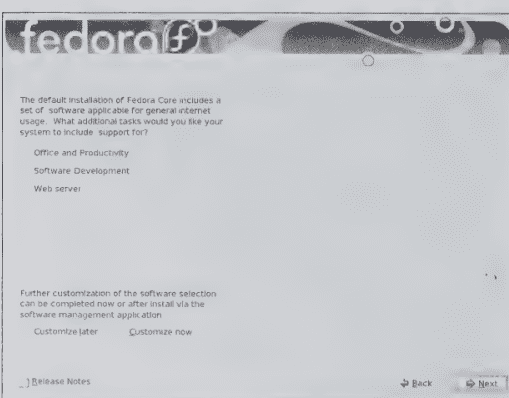 fedora
The default installation of Fedora Core includes a
set of software applicable for general internet
usage. What additional tasks would you like your
system to include support for?
Office and Productivity
Software Development
Web server
Further customization of the software selection
can be completed now or after install via the
software management application
Customize later Customize now
Release Notes Back Next